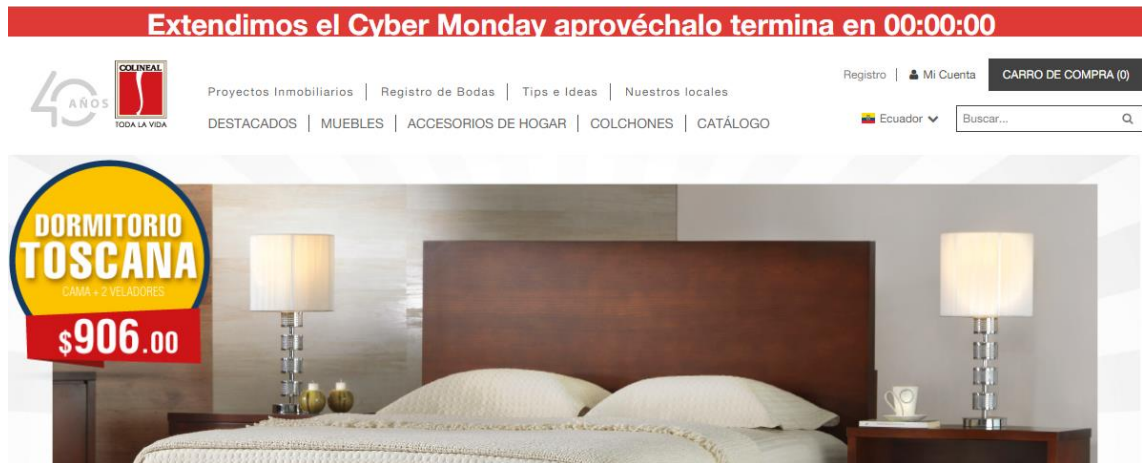 Extendimos el Cyber Monday aprovéchalo termina en 00:00:00
Registro | Mi Cuenta
CARRO DE COMPRA (0)
40 AÑOS
COLINEAL
TODA LA VIDA
Proyectos Inmobiliarios | Registro de Bodas | Tips e Ideas | Nuestros locales
DESTACADOS | MUEBLES | ACCESORIOS DE HOGAR | COLCHONES | CATÁLOGO
Ecuador
Buscar...
DORMITORIO
TOSCANA
CAMA + 2 VELADORES
$906.00